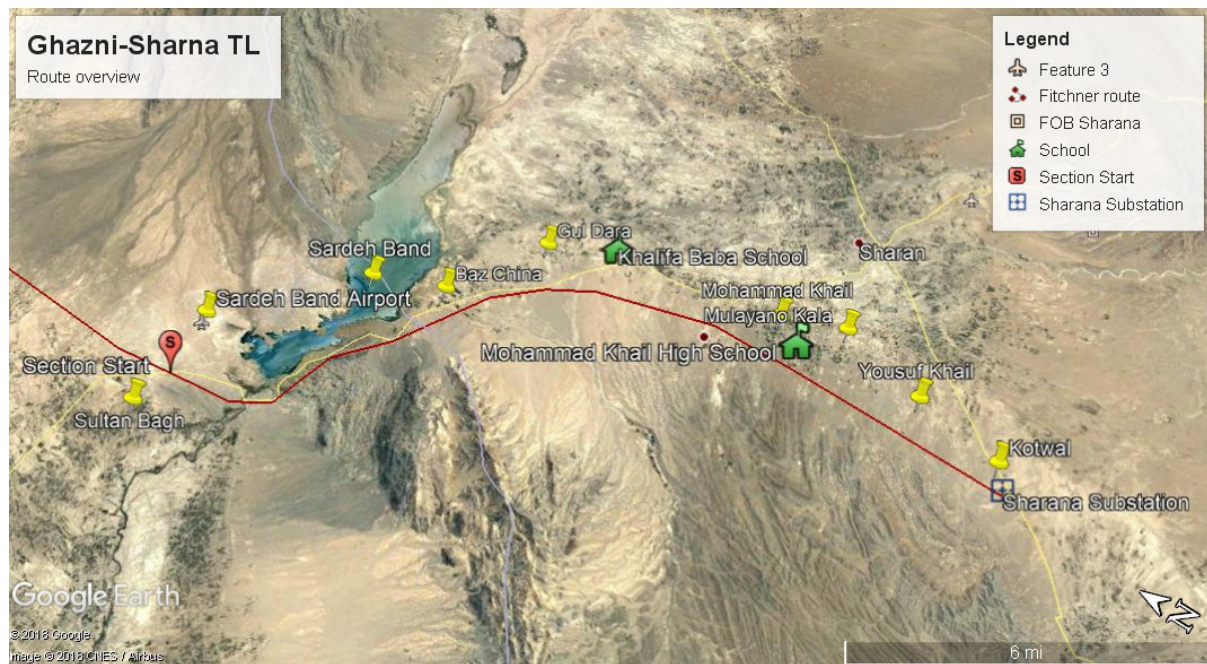 Ghazni-Sharna TL
Route overview
Legend
Feature 3
Fitchner route
FOB Sharana
School
Section Start
Sharana Substation
S
S
Gul Dara
Sardeh Band
Khalifa Baba School
Sharan
Baz China
Sardeh Band Airport
Mohammad Khail
Mulayano Kala
Mohammad Khail High School
Section Start
Yousuf Khail
Sultan Bagh
Kotwal
Sharana Substation
Google Earth
N
© 2018 Google
Image © 2018 CNES / Airbus
6 mi